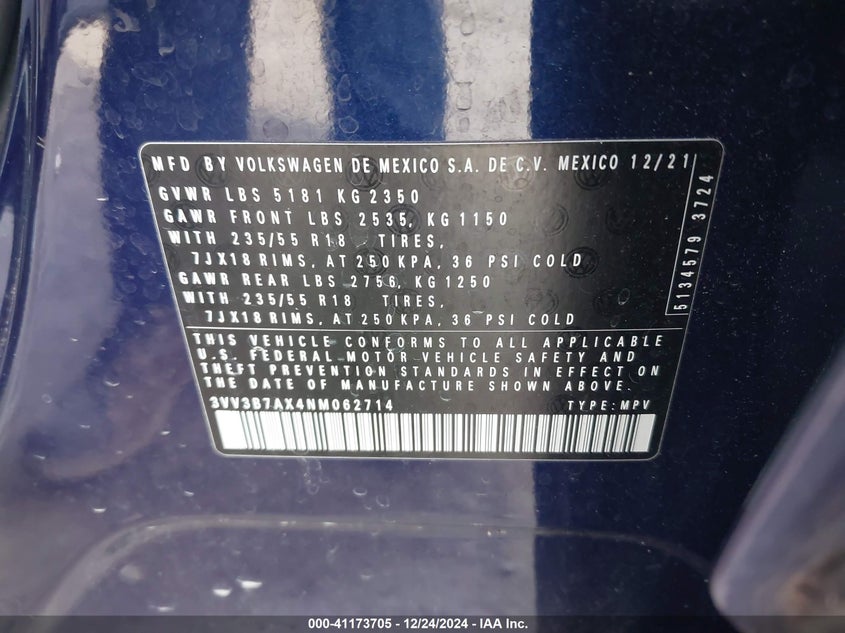 MFD BY VOLKSWAGEN DE MEXICO S.A. DE C.V. MEXICO 12/21
GVWR LBS 5181 KG 2350
GAWR FRONT LBS 2535, KG 1150
WITH 235/55 R18 TIRES,
7JX18 RIMS, AT 250 KPA, 36 PSI COLD
GAWR REAR LBS 2756, KG 1250
WITH 235/55 R18 TIRES,
7JX18 RIMS, AT 250 KPA, 36 PSI COLD
THIS VEHICLE CONFORMS TO ALL APPLICABLE
U.S. FEDERAL MOTOR VEHICLE SAFETY AND
THEFT PREVENTION STANDARDS IN EFFECT ON
THE DATE OF MANUFACTURE SHOWN ABOVE.
3VV3B7AX4NM062714 TYPE: MPV
5134579 3724
000-41173705 - 12/24/2024 - IAA Inc.